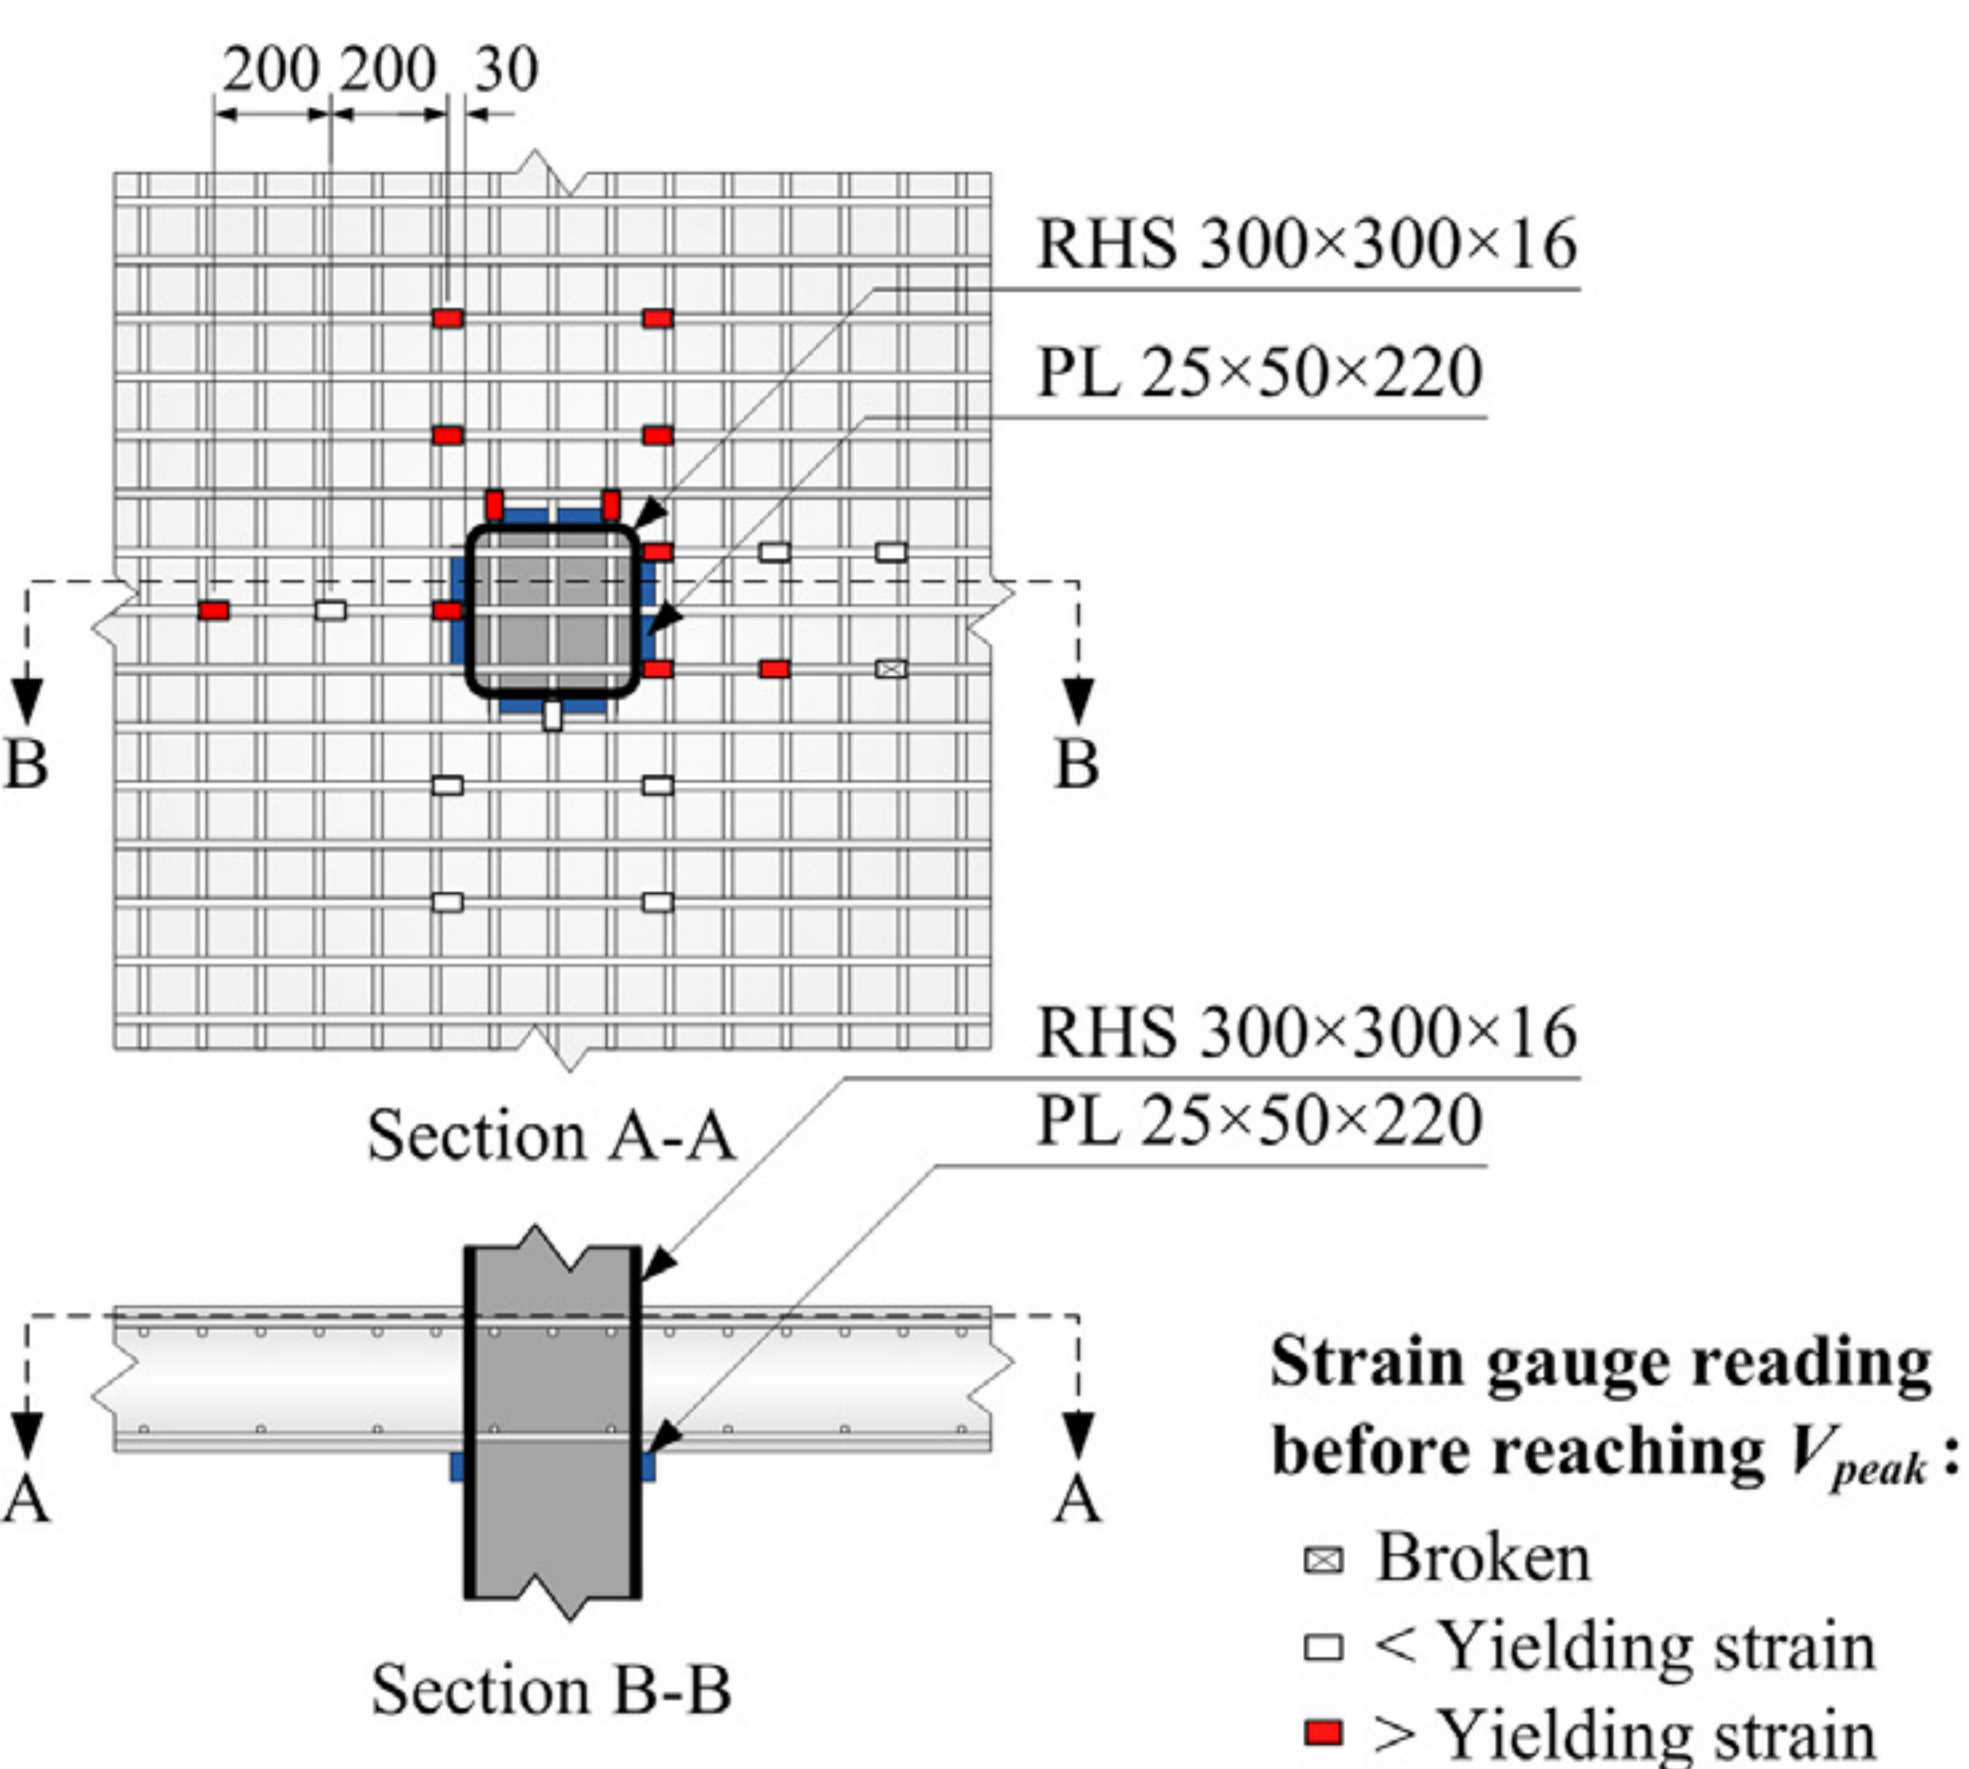 200 200 30
RHS 300×300×16
PL 25×50×220
B B
RHS 300×300×16
PL 25×50×220
Section A-A
A A
Section B-B
Strain gauge reading
before reaching Vpeak :
Broken
< Yielding strain
> Yielding strain